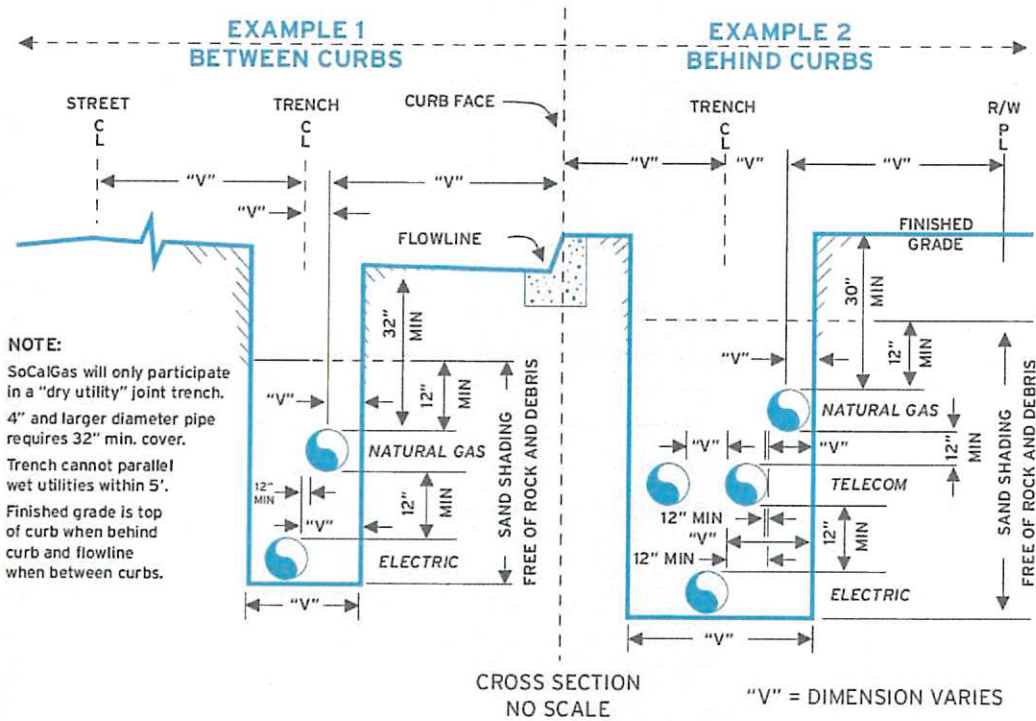 EXAMPLE 1
BETWEEN CURBS
EXAMPLE 2
BEHIND CURBS
STREET
CL
TRENCH
CL
CURB FACE
TRENCH
CL
R/W
PL
"V"
"V"
"V"
"V"
"V"
"V"
FLOWLINE
FINISHED
GRADE
32"
MIN
30"
MIN
12"
MIN
12"
MIN
"V"
"V"
NATURAL GAS
NATURAL GAS
12"
MIN
12"
MIN
"V"
"V"
"V"
12"
MIN
TELECOM
12" MIN
"V"
12" MIN
12"
MIN
ELECTRIC
ELECTRIC
SAND SHADING
FREE OF ROCK AND DEBRIS
SAND SHADING
FREE OF ROCK AND DEBRIS
"V"
"V"
NOTE:
SoCalGas will only participate
in a "dry utility" joint trench.
4" and larger diameter pipe
requires 32" min. cover.
Trench cannot parallel
wet utilities within 5'.
Finished grade is top
of curb when behind
curb and flowline
when between curbs.
CROSS SECTION
NO SCALE
"V" = DIMENSION VARIES